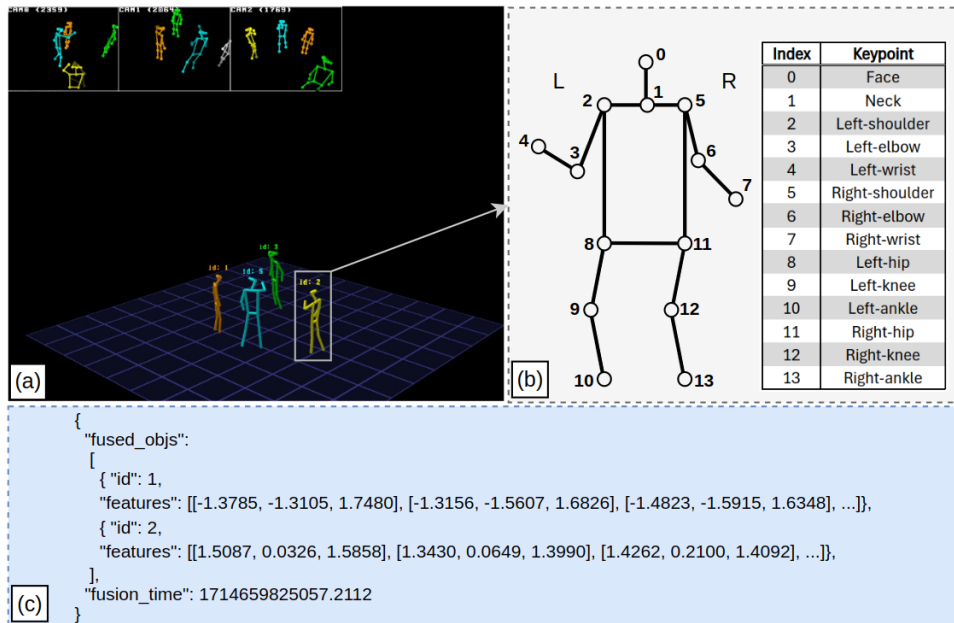 CAM0 (2359) CAM1 (2064) CAM2 (1769)
id: 3
id: 1
id: 5
id: 2
(a)
L R
0
1
2
5
3
4
6
7
8
11
9
12
10
13
(b)
Index Keypoint
0 Face
1 Neck
2 Left-shoulder
3 Left-elbow
4 Left-wrist
5 Right-shoulder
6 Right-elbow
7 Right-wrist
8 Left-hip
9 Left-knee
10 Left-ankle
11 Right-hip
12 Right-knee
13 Right-ankle
{
"fused_objs":
[
{ "id": 1,
"features": [[-1.3785, -1.3105, 1.7480], [-1.3156, -1.5607, 1.6826], [-1.4823, -1.5915, 1.6348], ...]},
{ "id": 2,
"features": [[1.5087, 0.0326, 1.5858], [1.3430, 0.0649, 1.3990], [1.4262, 0.2100, 1.4092], ...]},
],
"fusion_time": 1714659825057.2112
}
(c)